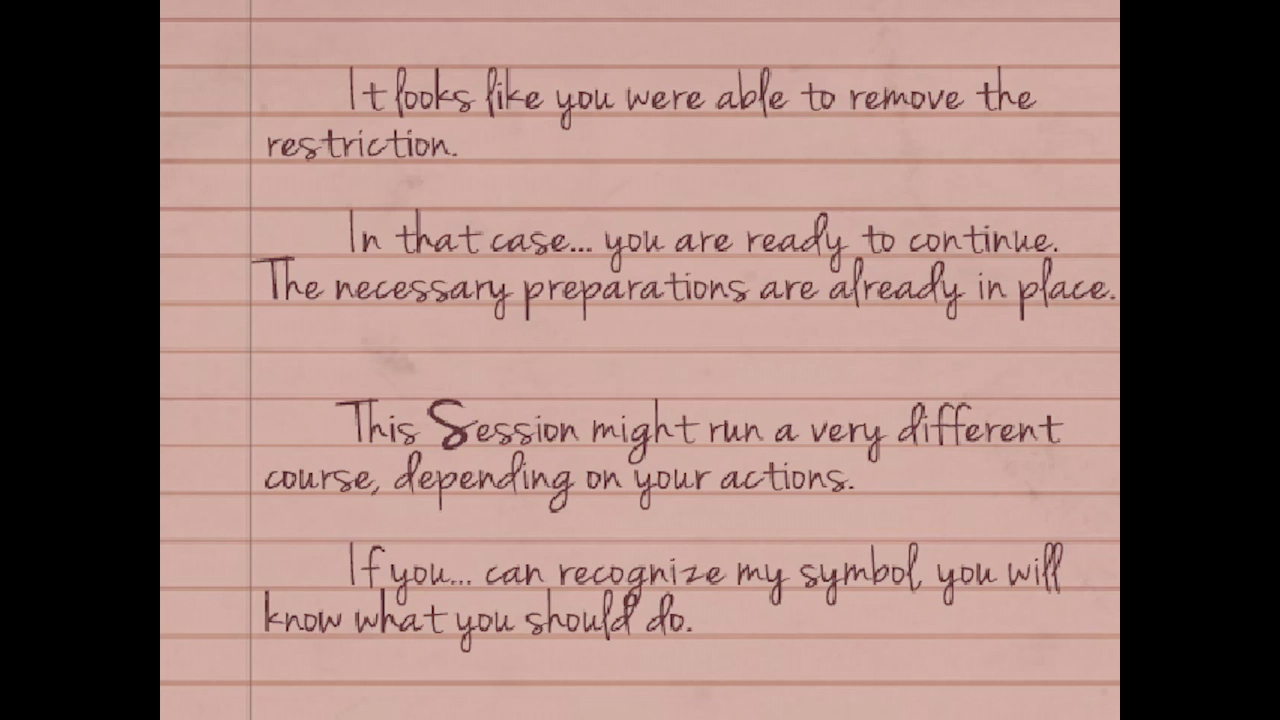 It looks like you were able to remove the
restriction.
In that case... you are ready to continue.
The necessary preparations are already in place.
This Session might run a very different
course, depending on your actions.
If you... can recognize my symbol, you will
know what you should do.